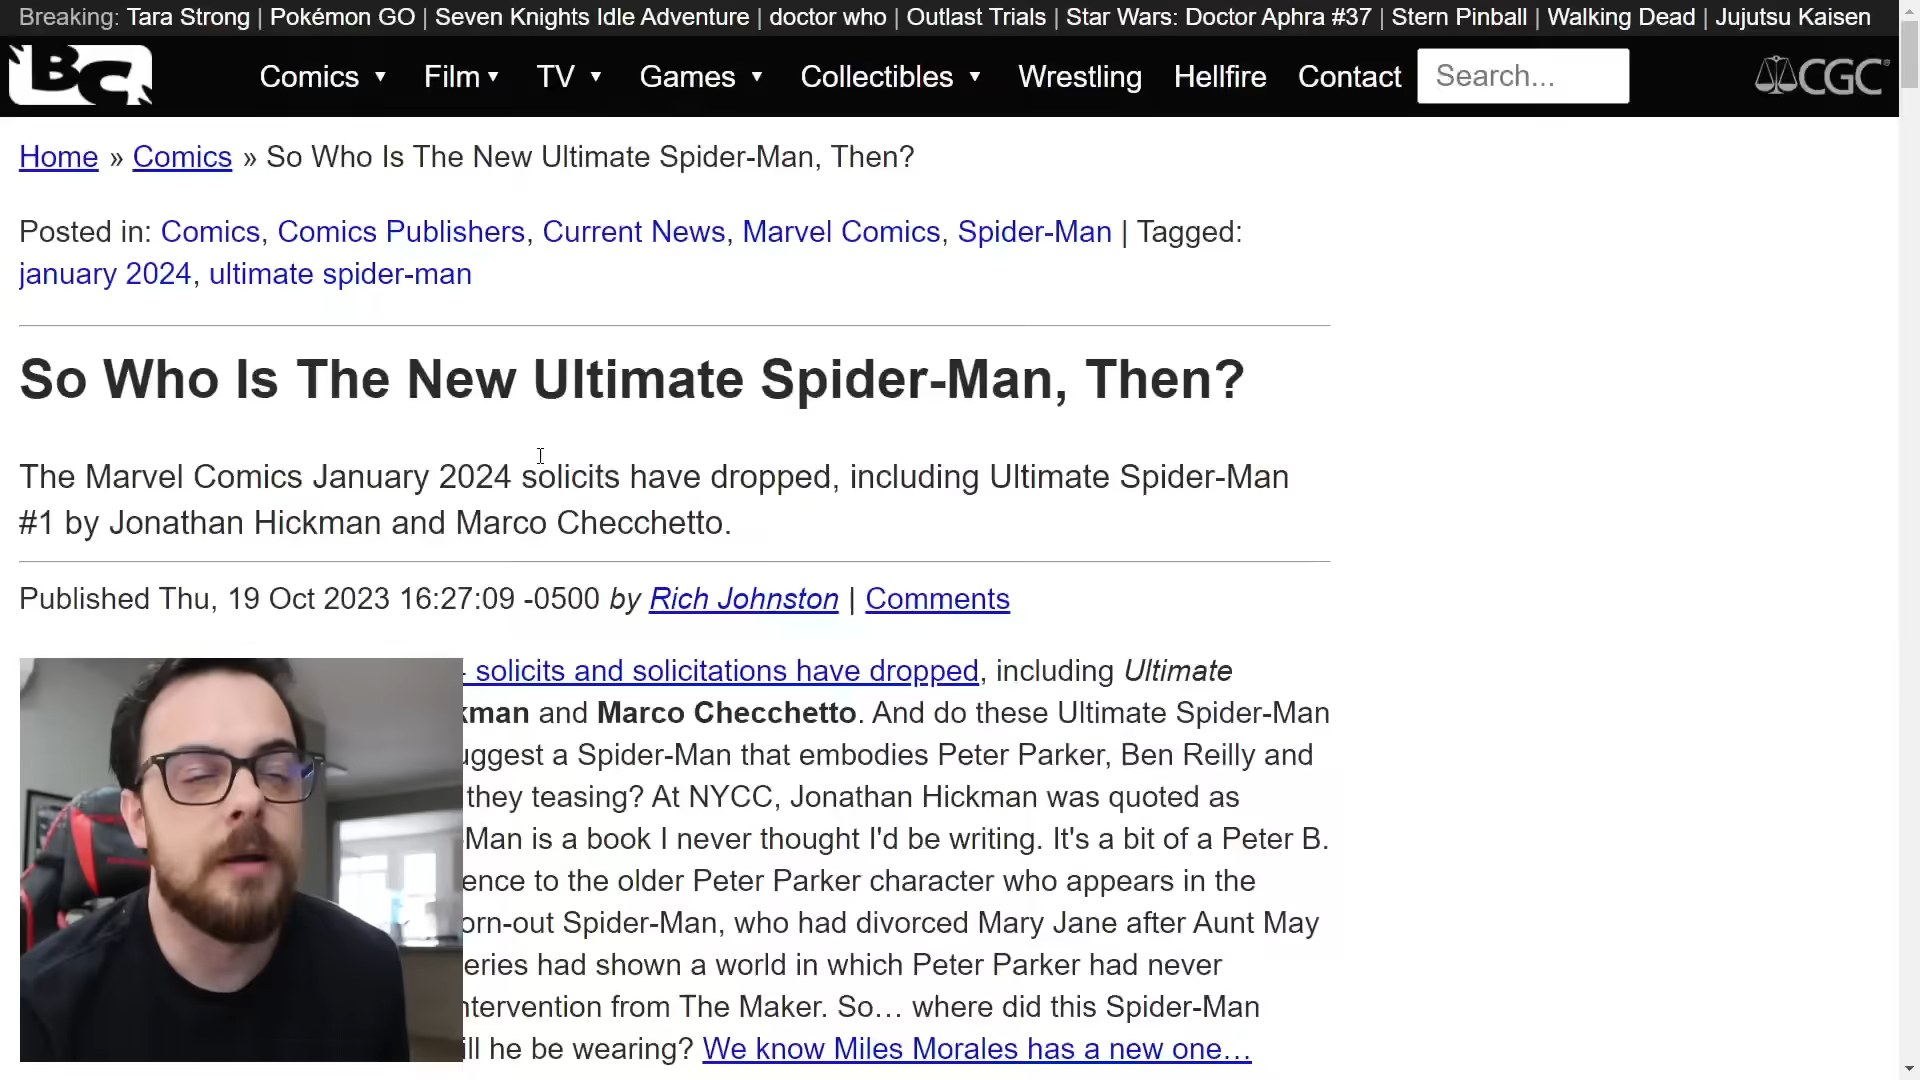 Breaking: Tara Strong | Pokémon GO | Seven Knights Idle Adventure | doctor who | Outlast Trials | Star Wars: Doctor Aphra #37 | Stern Pinball | Walking Dead | Jujutsu Kaisen
BC Comics ▼ Film ▼ TV ▼ Games ▼ Collectibles ▼ Wrestling Hellfire Contact Search... CGC
Home » Comics » So Who Is The New Ultimate Spider-Man, Then?
Posted in: Comics, Comics Publishers, Current News, Marvel Comics, Spider-Man | Tagged:
january 2024, ultimate spider-man
So Who Is The New Ultimate Spider-Man, Then?
The Marvel Comics January 2024 solicits have dropped, including Ultimate Spider-Man
#1 by Jonathan Hickman and Marco Checchetto.
Published Thu, 19 Oct 2023 16:27:09 -0500 by Rich Johnston | Comments
solicits and solicitations have dropped, including Ultimate
kman and Marco Checchetto. And do these Ultimate Spider-Man
uggest a Spider-Man that embodies Peter Parker, Ben Reilly and
they teasing? At NYCC, Jonathan Hickman was quoted as
Man is a book I never thought I'd be writing. It's a bit of a Peter B.
ence to the older Peter Parker character who appears in the
orn-out Spider-Man, who had divorced Mary Jane after Aunt May
eries had shown a world in which Peter Parker had never
ntervention from The Maker. So... where did this Spider-Man
ill he be wearing? We know Miles Morales has a new one...